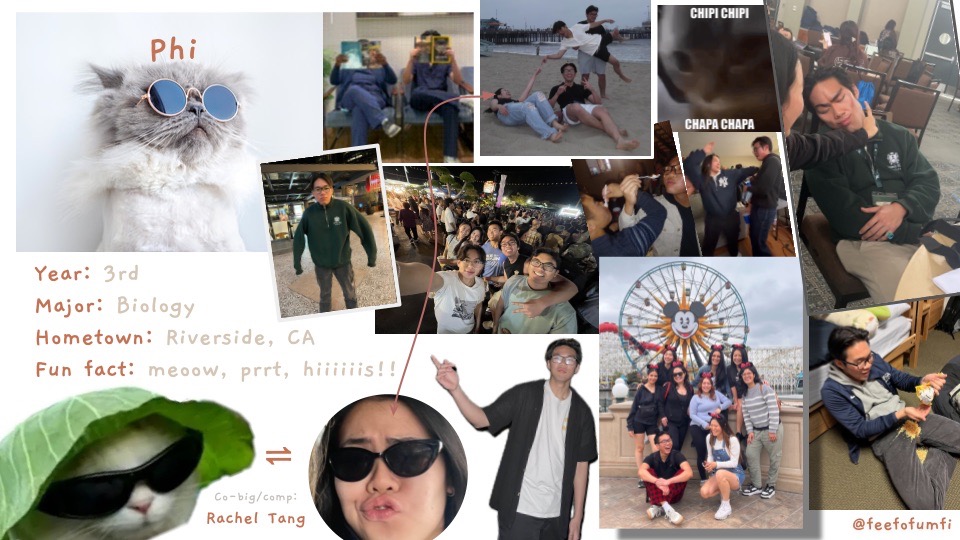 Phi
CHIPI CHIPI
CHAPA CHAPA
Year: 3rd
Major: Biology
Hometown: Riverside, CA
Fun fact: meoow, prrt, hiiiiiis!!
Co-big/comp:
Rachel Tang
@feefofumfi